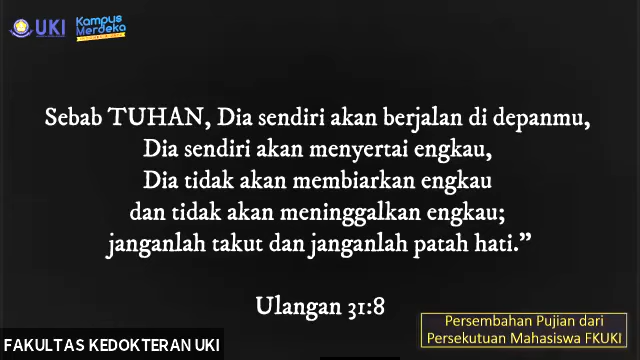 UKI
Kampus
Merdeka
Sebab TUHAN, Dia sendiri akan berjalan di depanmu,
Dia sendiri akan menyertai engkau,
Dia tidak akan membiarkan engkau
dan tidak akan meninggalkan engkau;
janganlah takut dan janganlah patah hati.”
Ulangan 31:8
Persembahan Pujian dari
Persekutuan Mahasiswa FKUKI
FAKULTAS KEDOKTERAN UKI